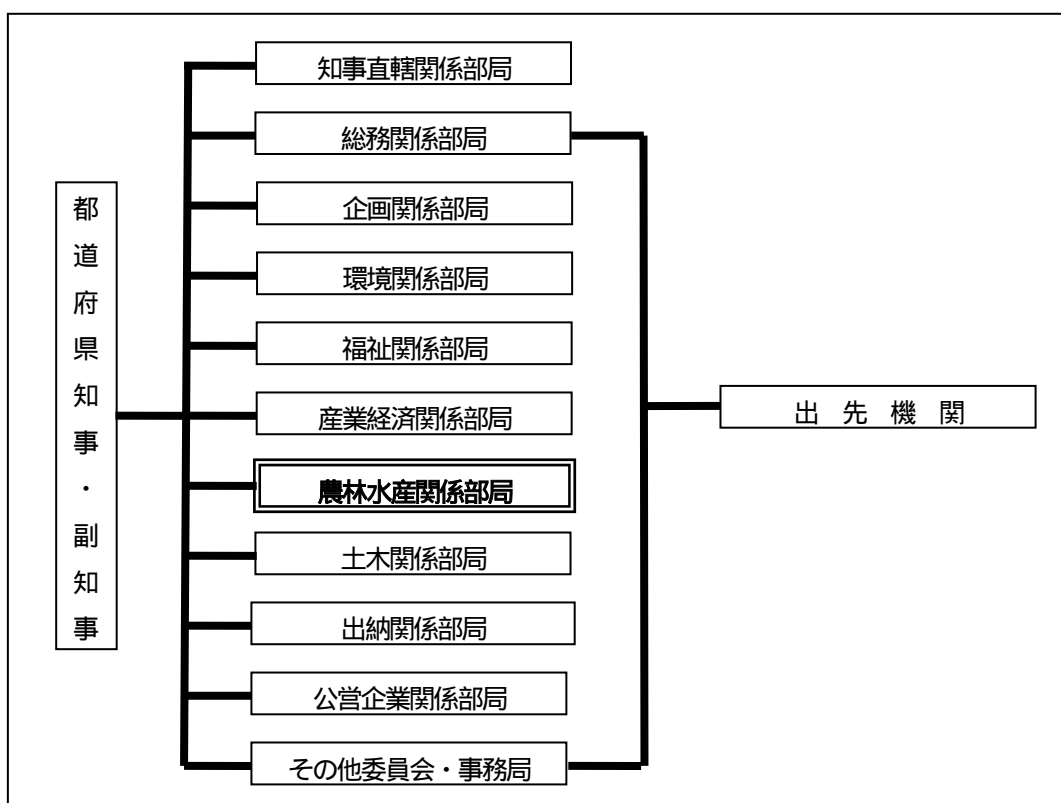 都道府県知事・副知事
知事直轄関係部局
総務関係部局
企画関係部局
環境関係部局
福祉関係部局
産業経済関係部局
農林水産関係部局
土木関係部局
出納関係部局
公営企業関係部局
その他委員会・事務局
出先機関